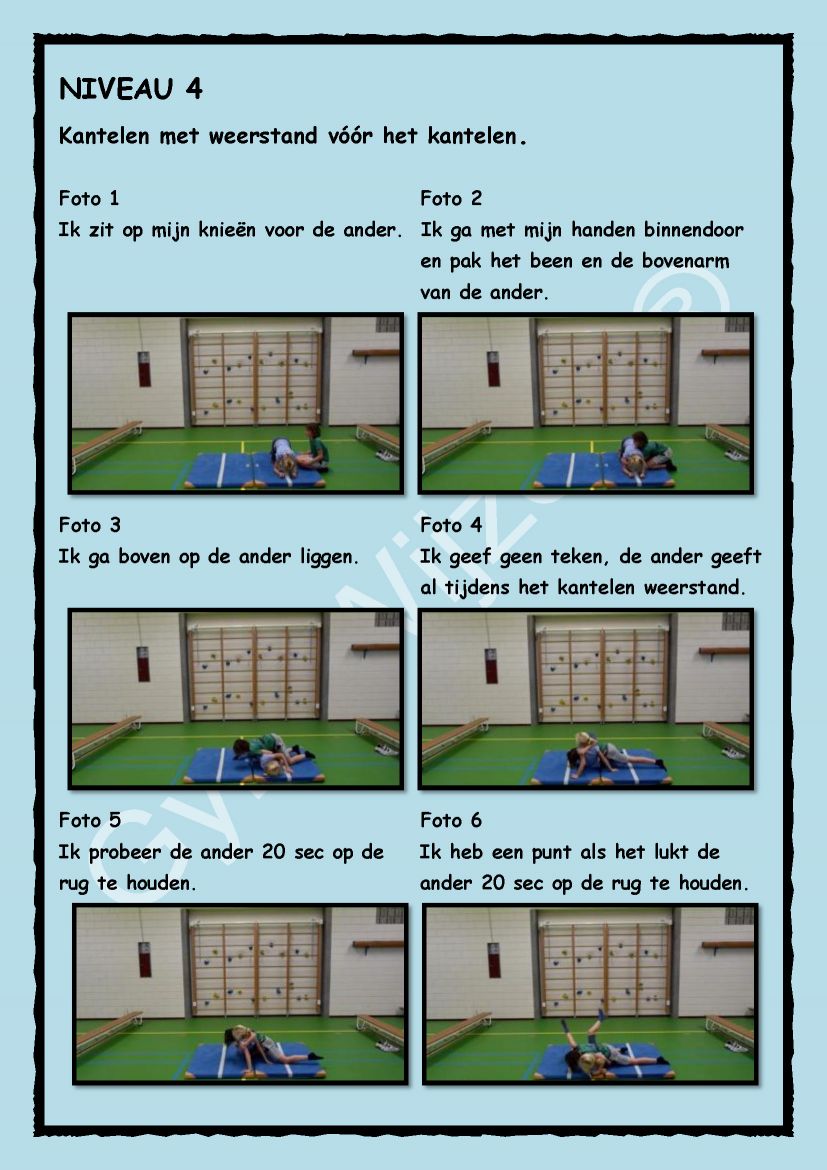 NIVEAU 4
Kantelen met weerstand vóór het kantelen.
Foto 1
Ik zit op mijn knieën voor de ander.
Foto 2
Ik ga met mijn handen binnendoor
en pak het been en de bovenarm
van de ander.
Foto 3
Ik ga boven op de ander liggen.
Foto 4
Ik geef geen teken, de ander geeft
al tijdens het kantelen weerstand.
Foto 5
Ik probeer de ander 20 sec op de
rug te houden.
Foto 6
Ik heb een punt als het lukt de
ander 20 sec op de rug te houden.